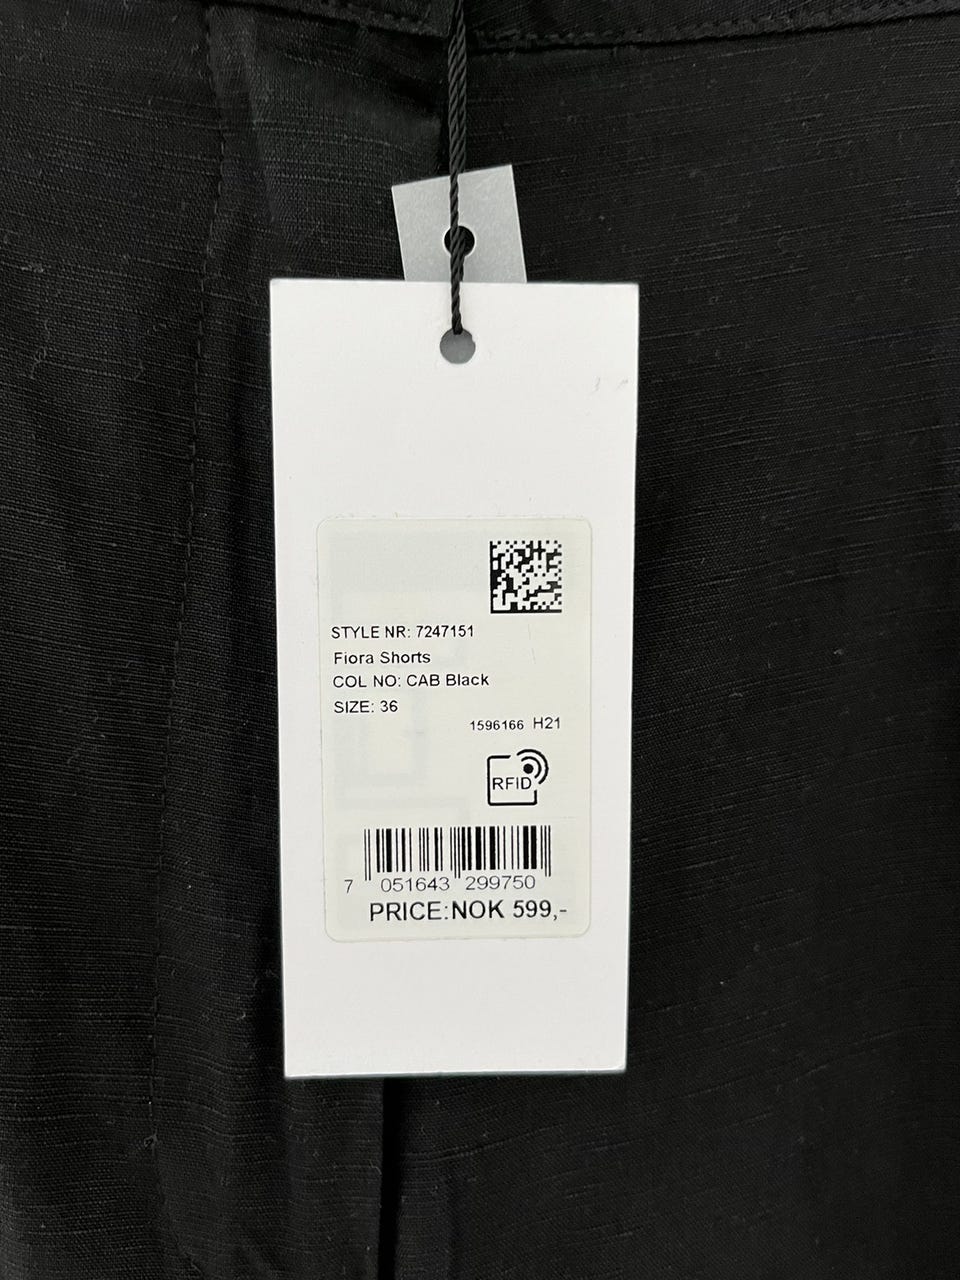 STYLE NR: 7247151
Fiora Shorts
COL NO: CAB Black
SIZE: 36
1596166 H21
RFID
7 051643 299750
PRICE:NOK 599,-